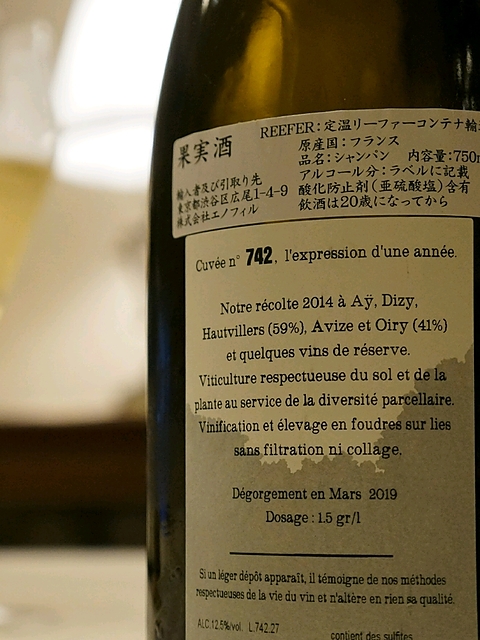 果実酒
REEFER：定温リーファーコンテナ輸
原産国：フランス
品名：シャンパン 内容量：750m
アルコール分：ラベルに記載
酸化防止剤（亜硫酸塩）含有
飲酒は20歳になってから
輸入者及び引取り先
東京都渋谷区広尾1-4-9
株式会社エノフィル
Cuvée n° 742, l'expression d'une année.
Notre récolte 2014 à Aÿ, Dizy,
Hautvillers (59%), Avize et Oiry (41%)
et quelques vins de réserve.
Viticulture respectueuse du sol et de la
plante au service de la diversité parcellaire.
Vinification et élevage en foudres sur lies
sans filtration ni collage.
Dégorgement en Mars 2019
Dosage : 1.5 gr/l
Si un léger dépôt apparaît, il témoigne de nos méthodes
respectueuses de la vie du vin et n'altère en rien sa qualité.
ALC.12,5%/vol. L.742.27
contient des sulfites